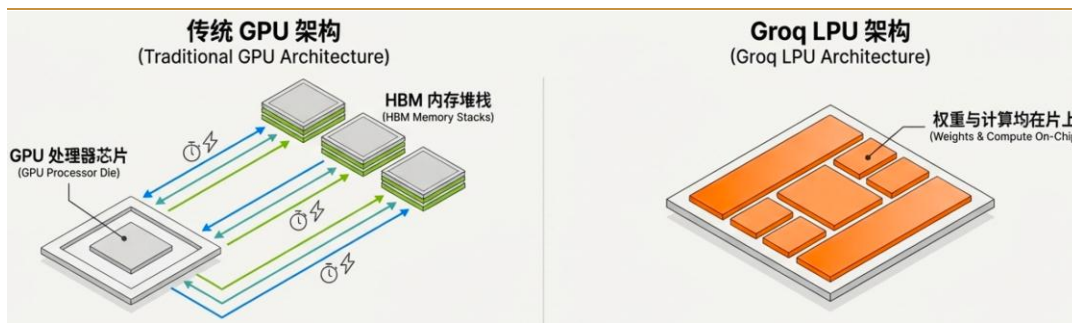 传统 GPU 架构
(Traditional GPU Architecture)
HBM 内存堆栈
(HBM Memory Stacks)
GPU 处理器芯片
(GPU Processor Die)
Groq LPU 架构
(Groq LPU Architecture)
权重与计算均在片上
(Weights & Compute On-Chip